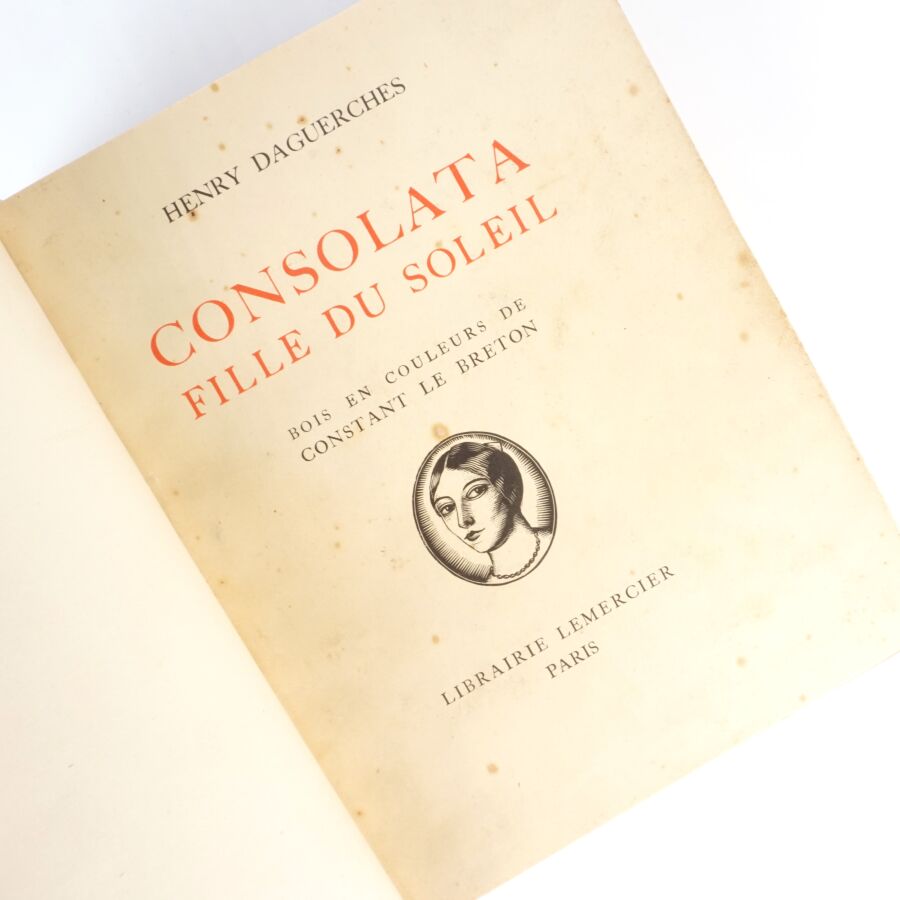 HENRY DAGUERCHES
CONSOLATA
FILLE DU SOLEIL
BOIS EN COULEURS DE
CONSTANT LE BRETON
LIBRAIRIE LEMERCIER
PARIS